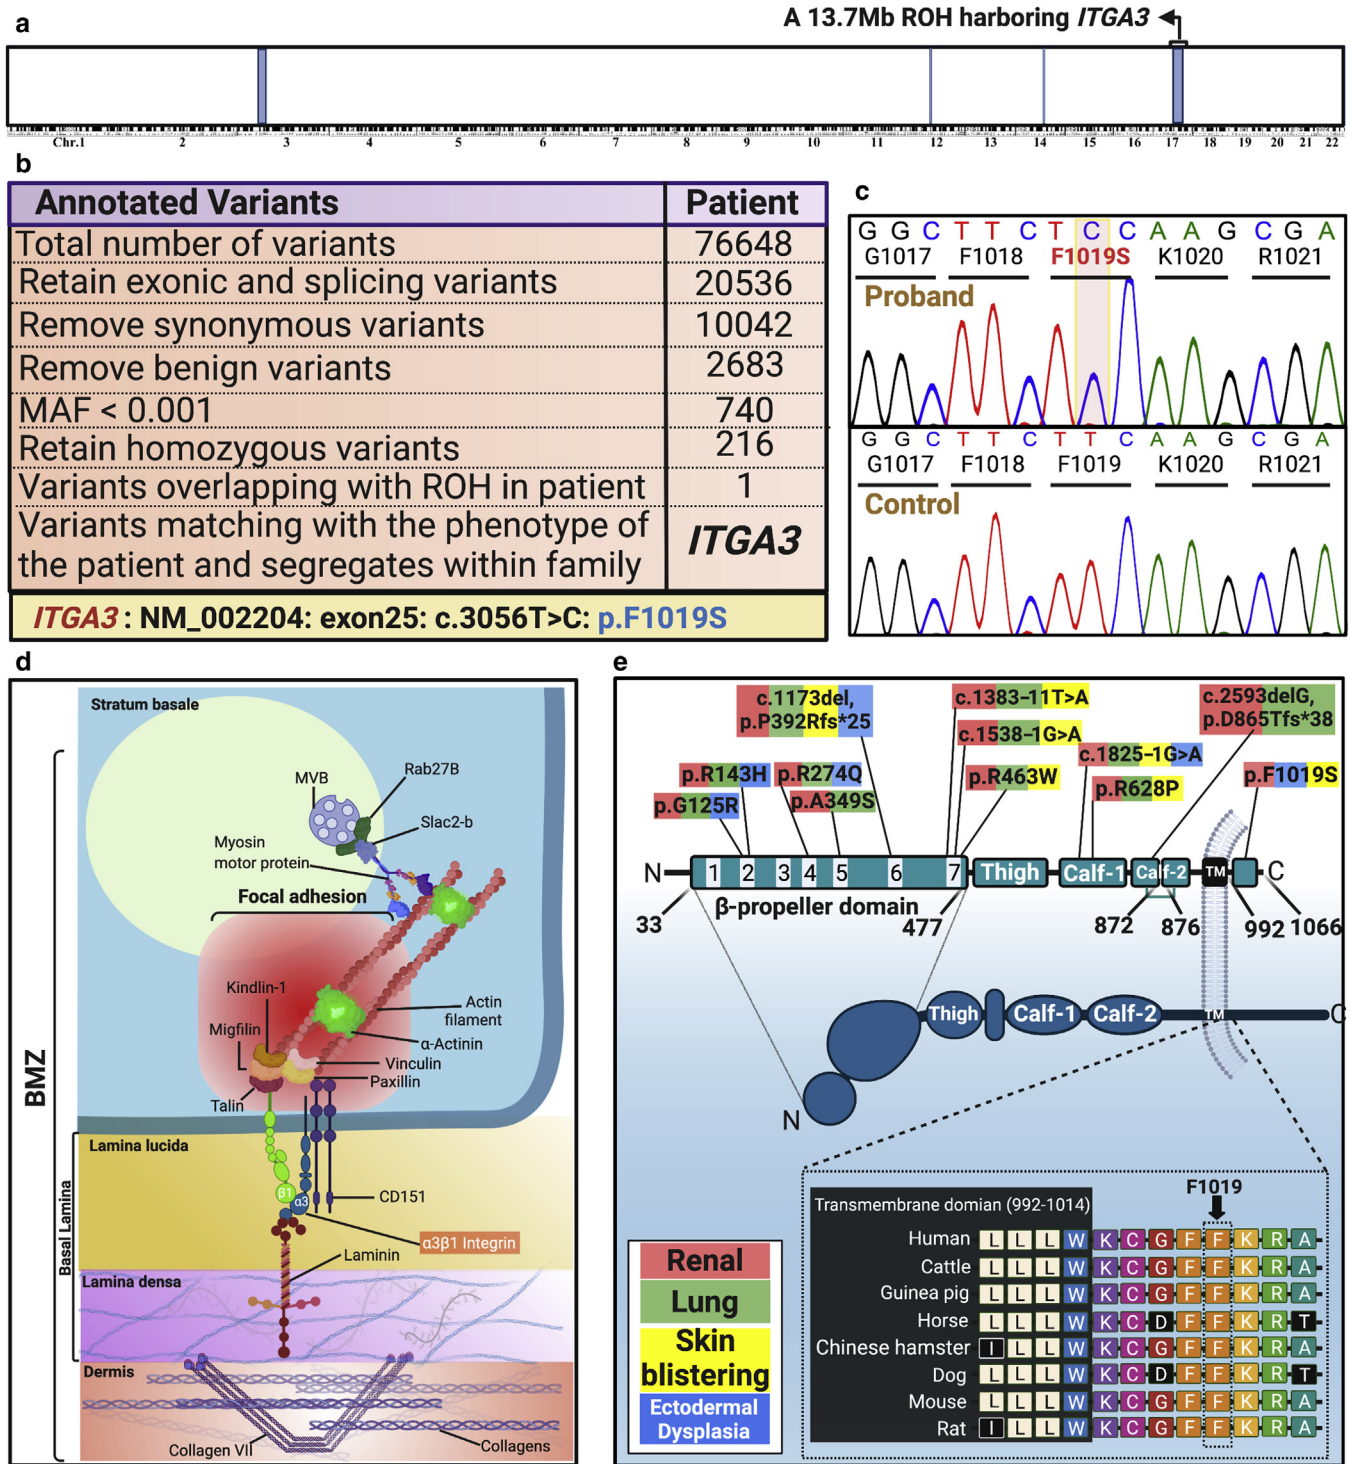 a
A 13.7Mb ROH harboring ITGA3
Chr.1 2 3 4 5 6 7 8 9 10 11 12 13 14 15 16 17 18 19 20 21 22
b
Annotated Variants Patient
Total number of variants 76648
Retain exonic and splicing variants 20536
Remove synonymous variants 10042
Remove benign variants 2683
MAF < 0.001 740
Retain homozygous variants 216
Variants overlapping with ROH in patient 1
Variants matching with the phenotype of
the patient and segregates within family ITGA3
ITGA3 : NM_002204: exon25: c.3056T>C: p.F1019S
c
G G C T T C T C C A A G C G A
G1017 F1018 F1019S K1020 R1021
Proband
G G C T T C T T C A A G C G A
G1017 F1018 F1019 K1020 R1021
Control
d
Stratum basale
MVB
Rab27B
Slac2-b
Myosin
motor protein
Focal adhesion
Kindlin-1
Migfilin
Talin
Actin
filament
α-Actinin
Vinculin
Paxillin
BMZ
Basal Lamina
Lamina lucida
β1
α3
CD151
α3β1 Integrin
Laminin
Lamina densa
Dermis
Collagen VII
Collagens
e
c.1173del,
p.P392Rfs*25
c.1383-11T>A
c.1538-1G>A
c.2593delG,
p.D865Tfs*38
p.R143H
p.R274Q
p.R463W
c.1825-1G>A
p.R628P
p.F1019S
p.G125R
p.A349S
N 1 2 3 4 5 6 7 Thigh Calf-1 Calf-2 TM C
β-propeller domain
33 477 872 876 992 1066
Thigh Calf-1 Calf-2 TM C
N
F1019
Transmembrane domian (992-1014)
Human L L L W K C G F F K R A
Cattle L L L W K C G F F K R A
Guinea pig L L L W K C G F F K R A
Horse L L L W K C D F F K R T
Chinese hamster I L L W K C G F F K R A
Dog L L L W K C D F F K R T
Mouse L L L W K C G F F K R A
Rat I L L W K C G F F K R A
Renal
Lung
Skin
blistering
Ectodermal
Dysplasia